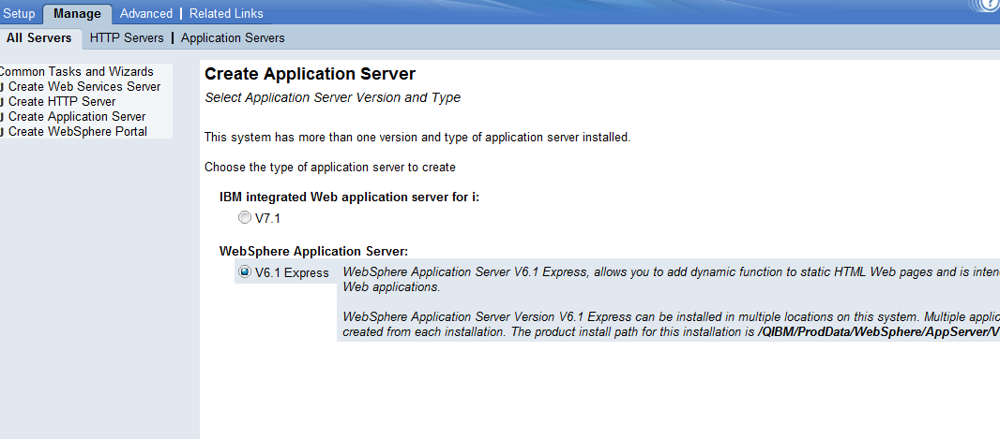 Setup Manage Advanced | Related Links
All Servers HTTP Servers | Application Servers
Common Tasks and Wizards
Create Web Services Server
Create HTTP Server
Create Application Server
Create WebSphere Portal
Create Application Server
Select Application Server Version and Type
This system has more than one version and type of application server installed.
Choose the type of application server to create
IBM integrated Web application server for i:
V7.1
WebSphere Application Server:
V6.1 Express
WebSphere Application Server V6.1 Express, allows you to add dynamic function to static HTML Web pages and is
Web applications.
WebSphere Application Server Version V6.1 Express can be installed in multiple locations on this system. Multiple
created from each installation. The product install path for this installation is /QIBM/ProdData/WebSphere/AppServer/V